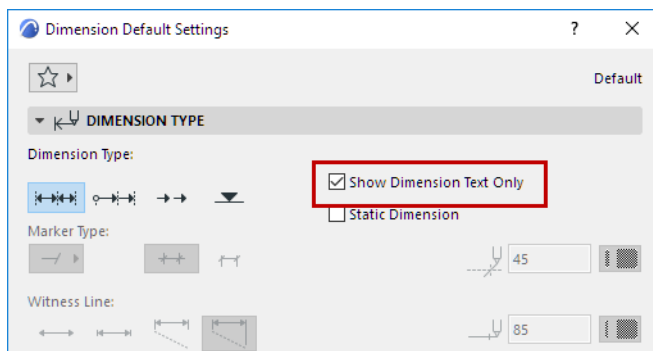 Dimension Default Settings
?
Default
DIMENSION TYPE
Dimension Type:
Show Dimension Text Only
Static Dimension
Marker Type:
45
Witness Line:
85